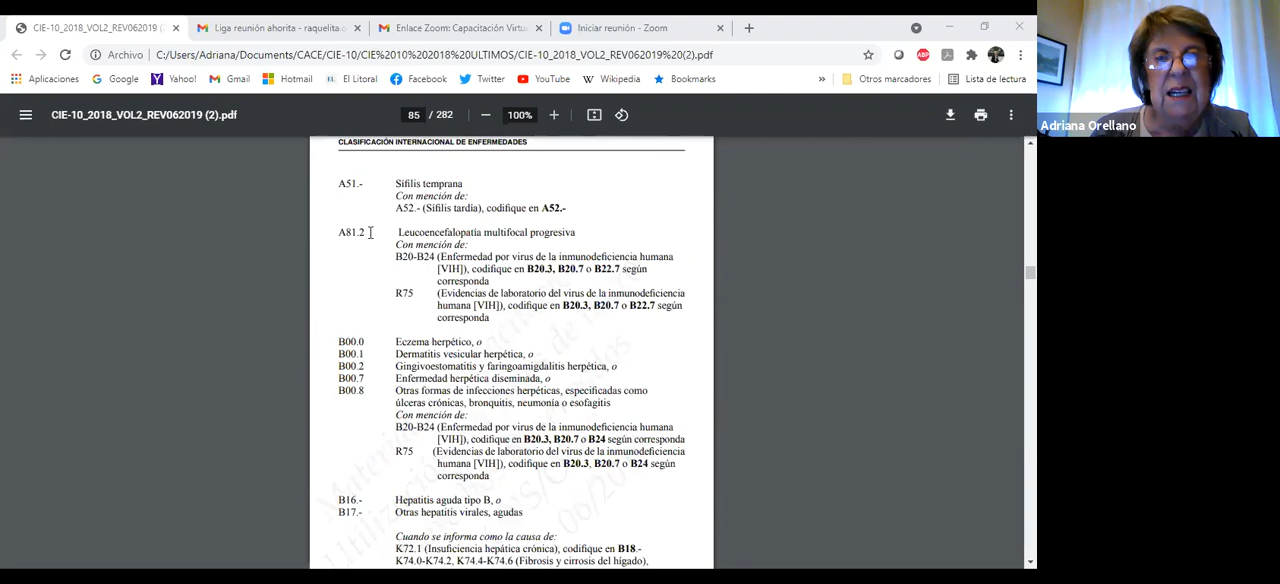 CIE-10_2018_VOL2_REV062019 (2)
Liga reunión ahorita - raquelita.c
Enlace Zoom: Capacitación Virtu
Iniciar reunión - Zoom
Archivo
C:/Users/Adriana/Documents/CACE/CIE-10/CIE%2010%202018%20ULTIMOS/CIE-10_2018_VOL2_REV062019%20(2).pdf
ABP
Aplicaciones
Google
Yahoo!
Gmail
Hotmail
El Litoral
Facebook
Twitter
YouTube
Wikipedia
Bookmarks
»
Otros marcadores
Lista de lectura
CIE-10_2018_VOL2_REV062019 (2).pdf
85 / 282
100%
Adriana Orellano
CLASIFICACIÓN INTERNACIONAL DE ENFERMEDADES
A51.- Sífilis temprana
Con mención de:
A52.- (Sífilis tardía), codifique en A52.-
A81.2 Leucoencefalopatía multifocal progresiva
Con mención de:
B20-B24 (Enfermedad por virus de la inmunodeficiencia humana
[VIH]), codifique en B20.3, B20.7 o B22.7 según
corresponda
R75 (Evidencias de laboratorio del virus de la inmunodeficiencia
humana [VIH]), codifique en B20.3, B20.7 o B22.7 según
corresponda
B00.0 Eczema herpético, o
B00.1 Dermatitis vesicular herpética, o
B00.2 Gingivoestomatitis y faringoamigdalitis herpética, o
B00.7 Enfermedad herpética diseminada, o
B00.8 Otras formas de infecciones herpéticas, especificadas como
úlceras crónicas, bronquitis, neumonía o esofagitis
Con mención de:
B20-B24 (Enfermedad por virus de la inmunodeficiencia humana
[VIH]), codifique en B20.3, B20.7 o B24 según corresponda
R75 (Evidencias de laboratorio del virus de la inmunodeficiencia
humana [VIH]), codifique en B20.3, B20.7 o B24 según
corresponda
B16.- Hepatitis aguda tipo B, o
B17.- Otras hepatitis virales, agudas
Cuando se informa como la causa de:
K72.1 (Insuficiencia hepática crónica), codifique en B18.-
K74.0-K74.2, K74.4-K74.6 (Fibrosis y cirrosis del hígado),